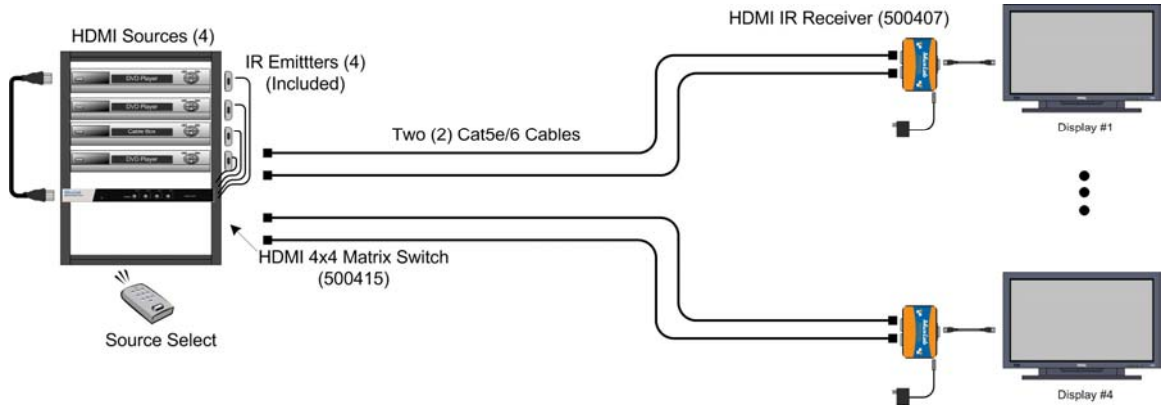 HDMI IR Receiver (500407)
HDMI Sources (4)
IR Emittters (4)
(Included)
DVD Player
DVD Player
Cable Box
DVD Player
Two (2) Cat5e/6 Cables
Display #1
HDMI 4x4 Matrix Switch
(500415)
Source Select
Display #4